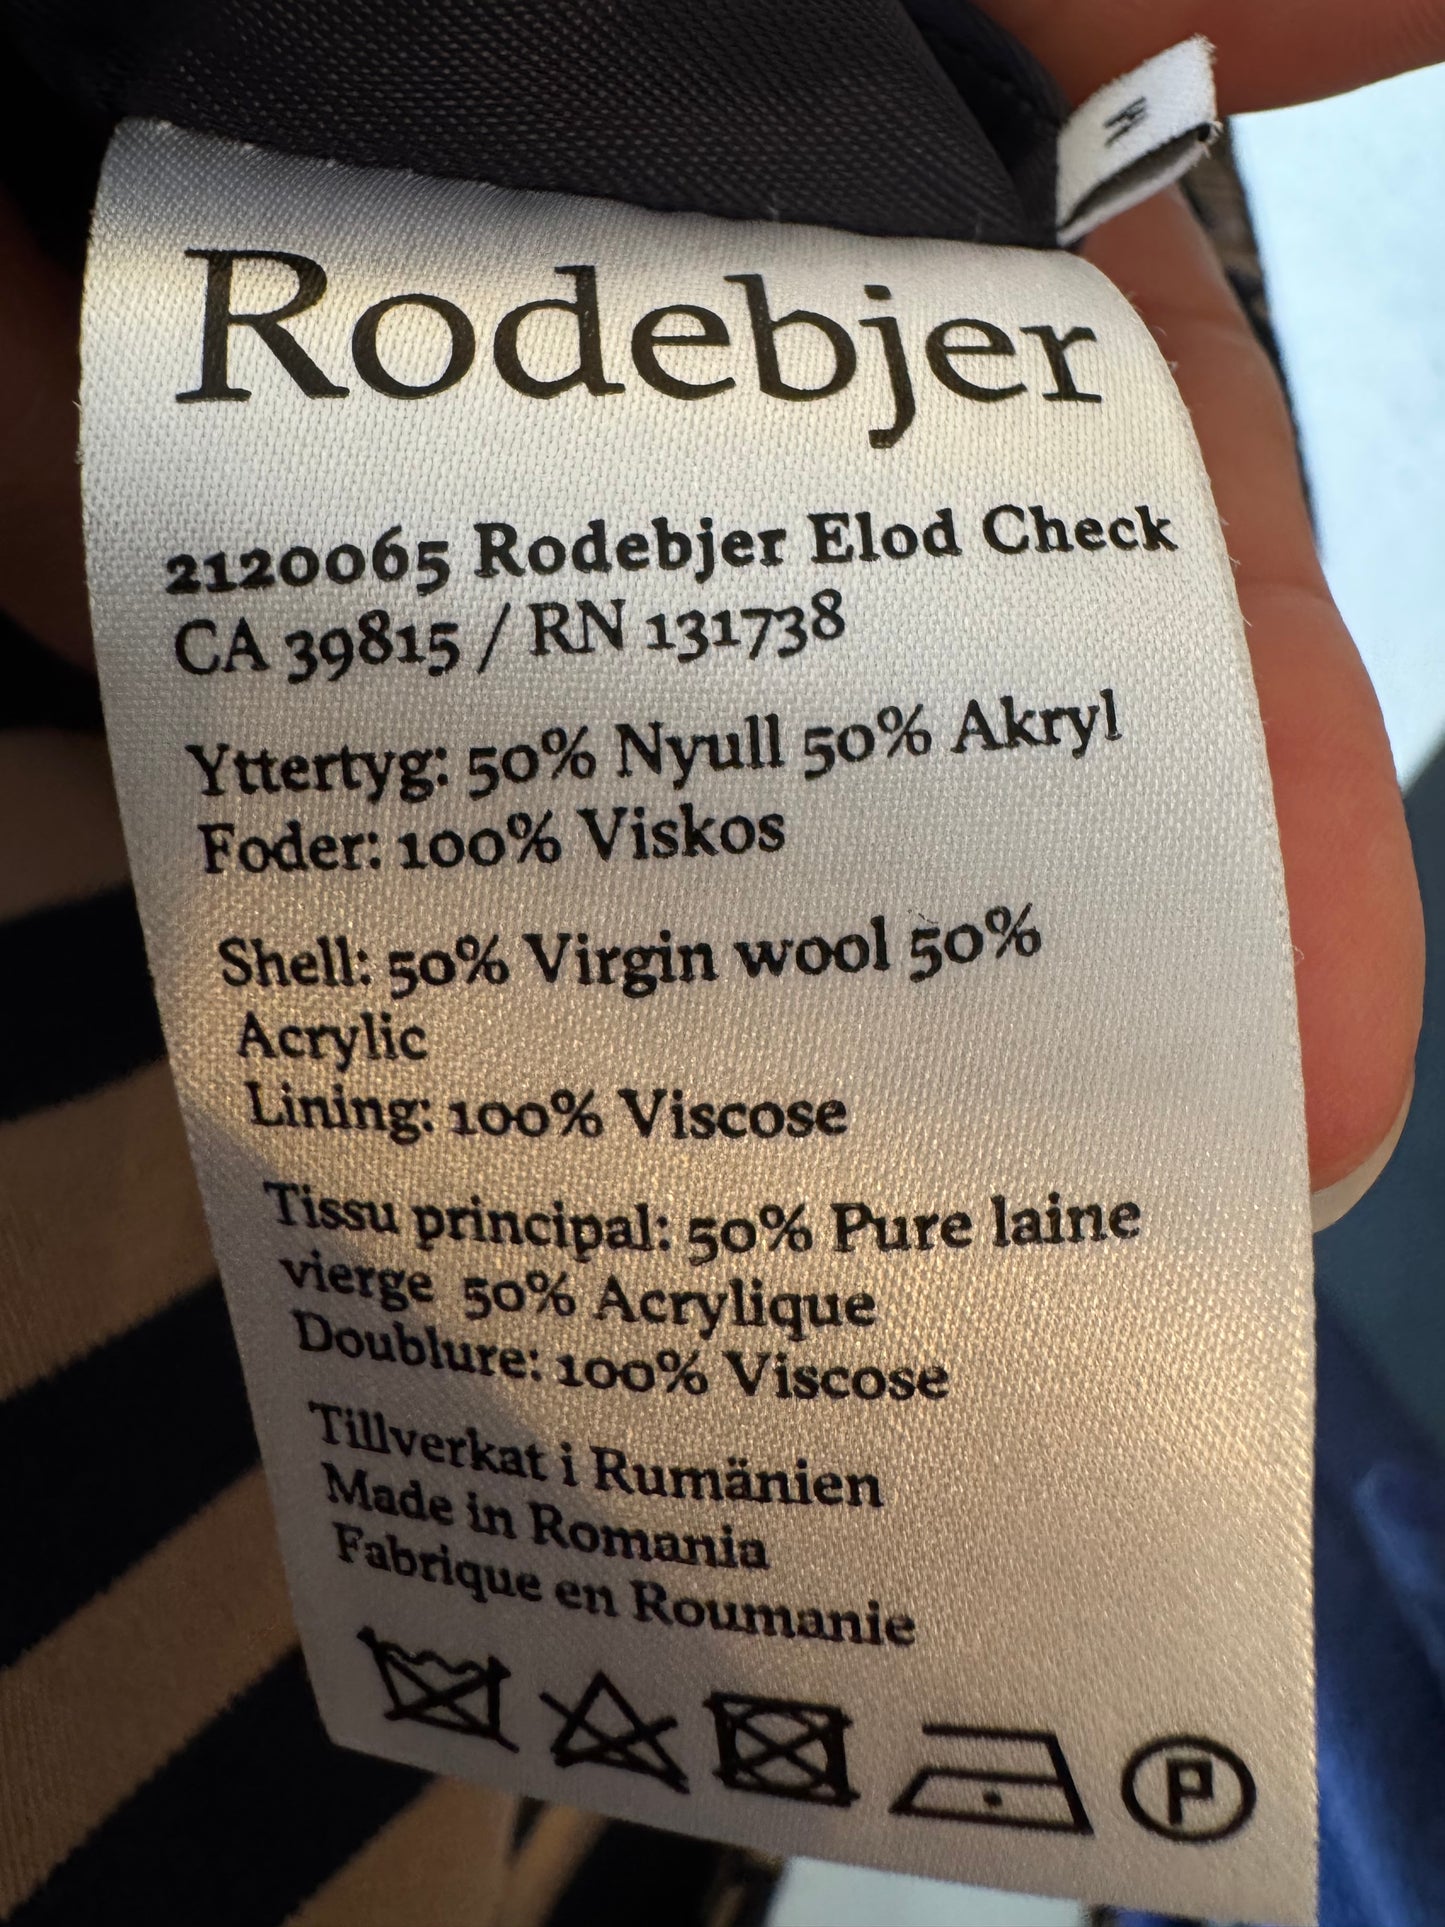 M
Rodebjer
2120065 Rodebjer Elod Check
CA 39815 / RN 131738
Yttertyg: 50% Nyull 50% Akryl
Foder: 100% Viskos
Shell: 50% Virgin wool 50%
Acrylic
Lining: 100% Viscose
Tissu principal: 50% Pure laine
vierge 50% Acrylique
Doublure: 100% Viscose
Tillverkat i Rumänien
Made in Romania
Fabrique en Roumanie
P